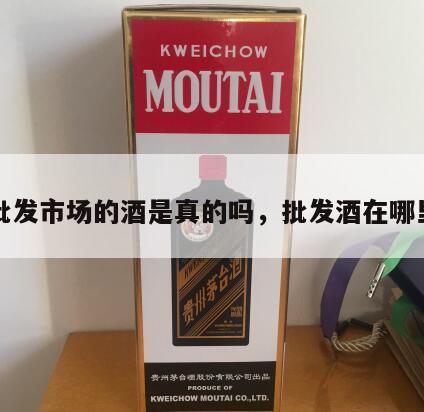 KWEICHOW
MOUTAI
批发市场的酒是真的吗，批发酒在哪里
贵州茅台酒
贵州茅台酒股份有限公司出品
PRODUCE OF
KWEICHOW MOUTAI CO.,LTD.